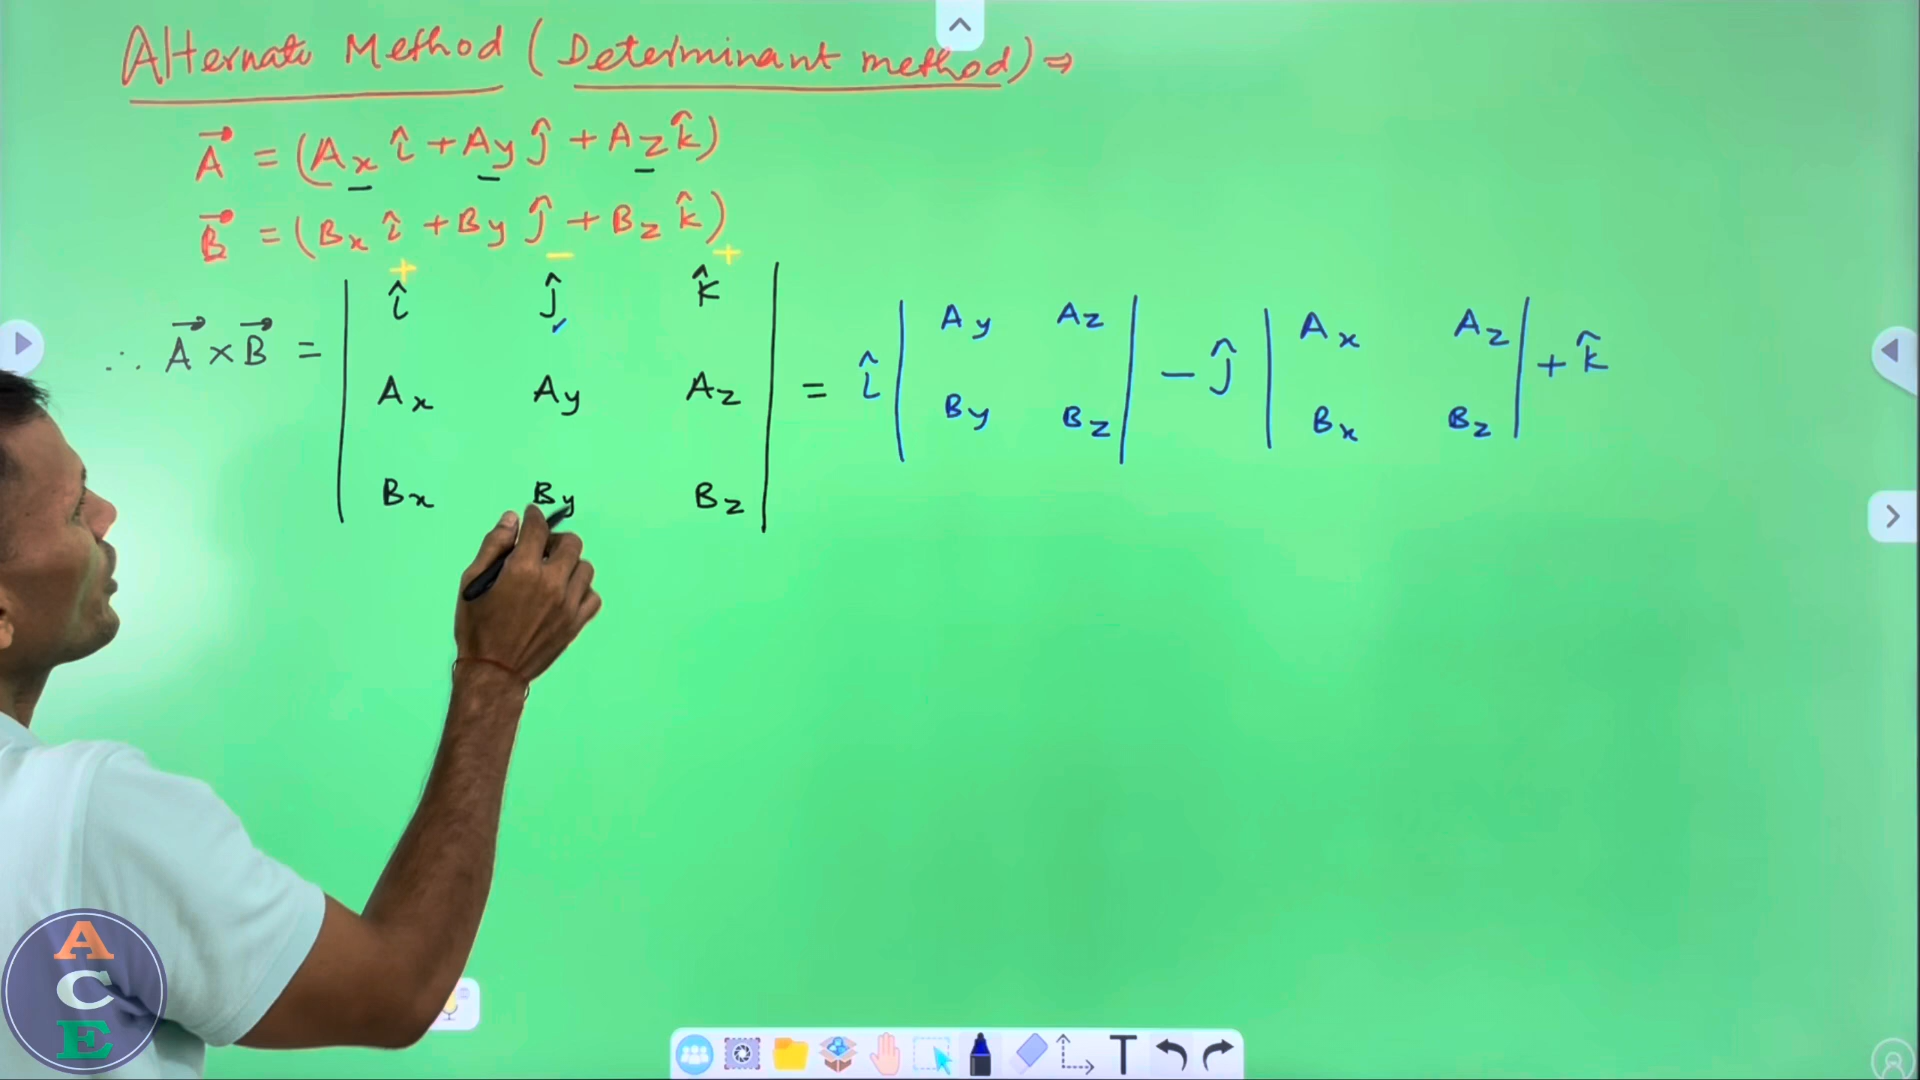 Alternate Method (Determinant method) ⇒
A⃗ = (Aₓ î + Ay ĵ + Az k̂)
B⃗ = (Bₓ î + By ĵ + Bz k̂)
+ − +
∴ A⃗ × B⃗ = | î ĵ k̂ | = î | Ay Az | − ĵ | Aₓ Az | + k̂
| Aₓ Ay Az | | By Bz | | Bₓ Bz |
| Bₓ By Bz |
A
C
E
T